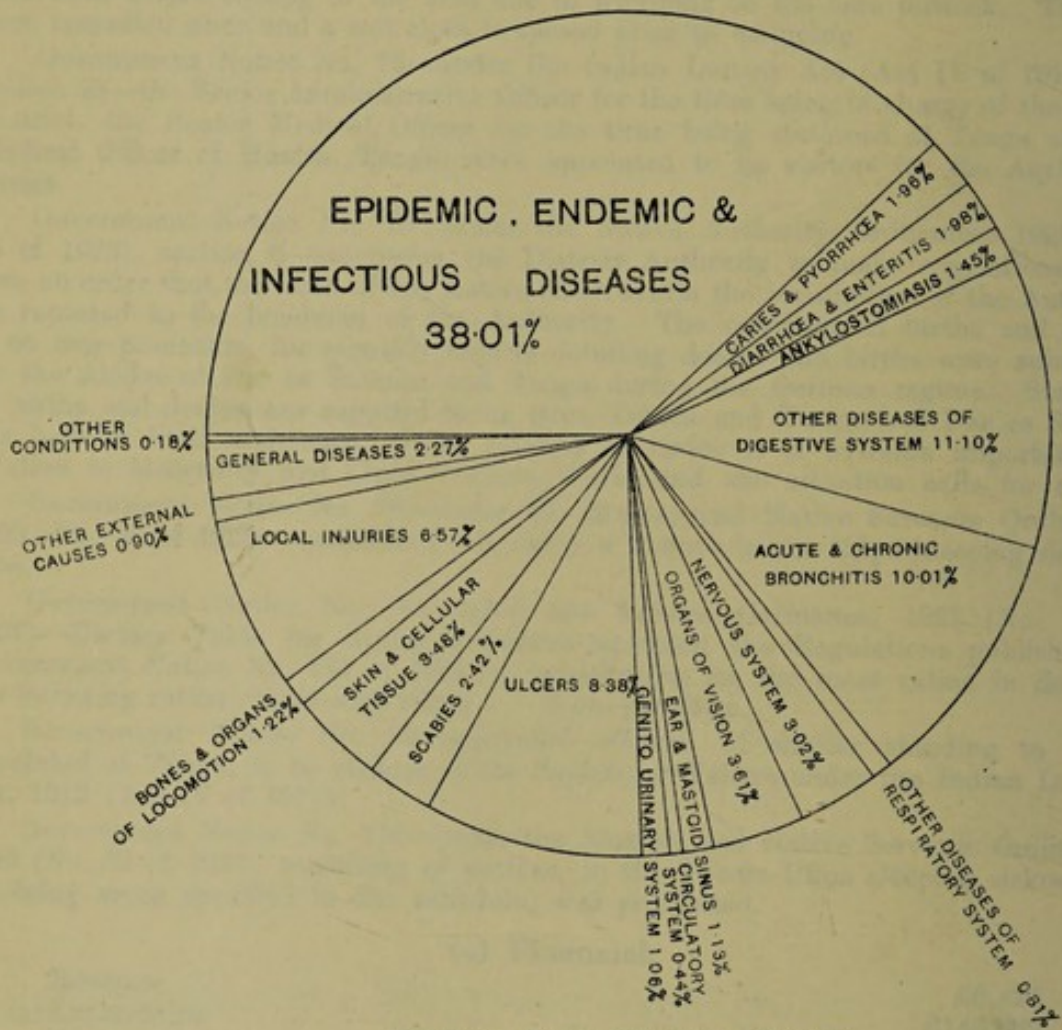 EPIDEMIC, ENDEMIC &
INFECTIOUS DISEASES
38·01%
CARIES & PYORRHŒA 1·96%
DIARRHŒA & ENTERITIS 1·98%
ANKYLOSTOMIASIS 1·45%
OTHER DISEASES OF
DIGESTIVE SYSTEM 11·10%
ACUTE & CHRONIC
BRONCHITIS 10·01%
OTHER DISEASES OF
RESPIRATORY SYSTEM 0·81%
NERVOUS SYSTEM 3·02%
ORGANS OF VISION 3·61%
EAR & MASTOID SINUS 1·13%
CIRCULATORY
SYSTEM 0·44%
GENITO URINARY
SYSTEM 1·06%
ULCERS 8·38%
SCABIES 2·42%
SKIN & CELLULAR
TISSUE 3·48%
BONES & ORGANS
OF LOCOMOTION 1·22%
LOCAL INJURIES 6·57%
OTHER EXTERNAL
CAUSES 0·90%
GENERAL DISEASES 2·27%
OTHER
CONDITIONS 0·18%